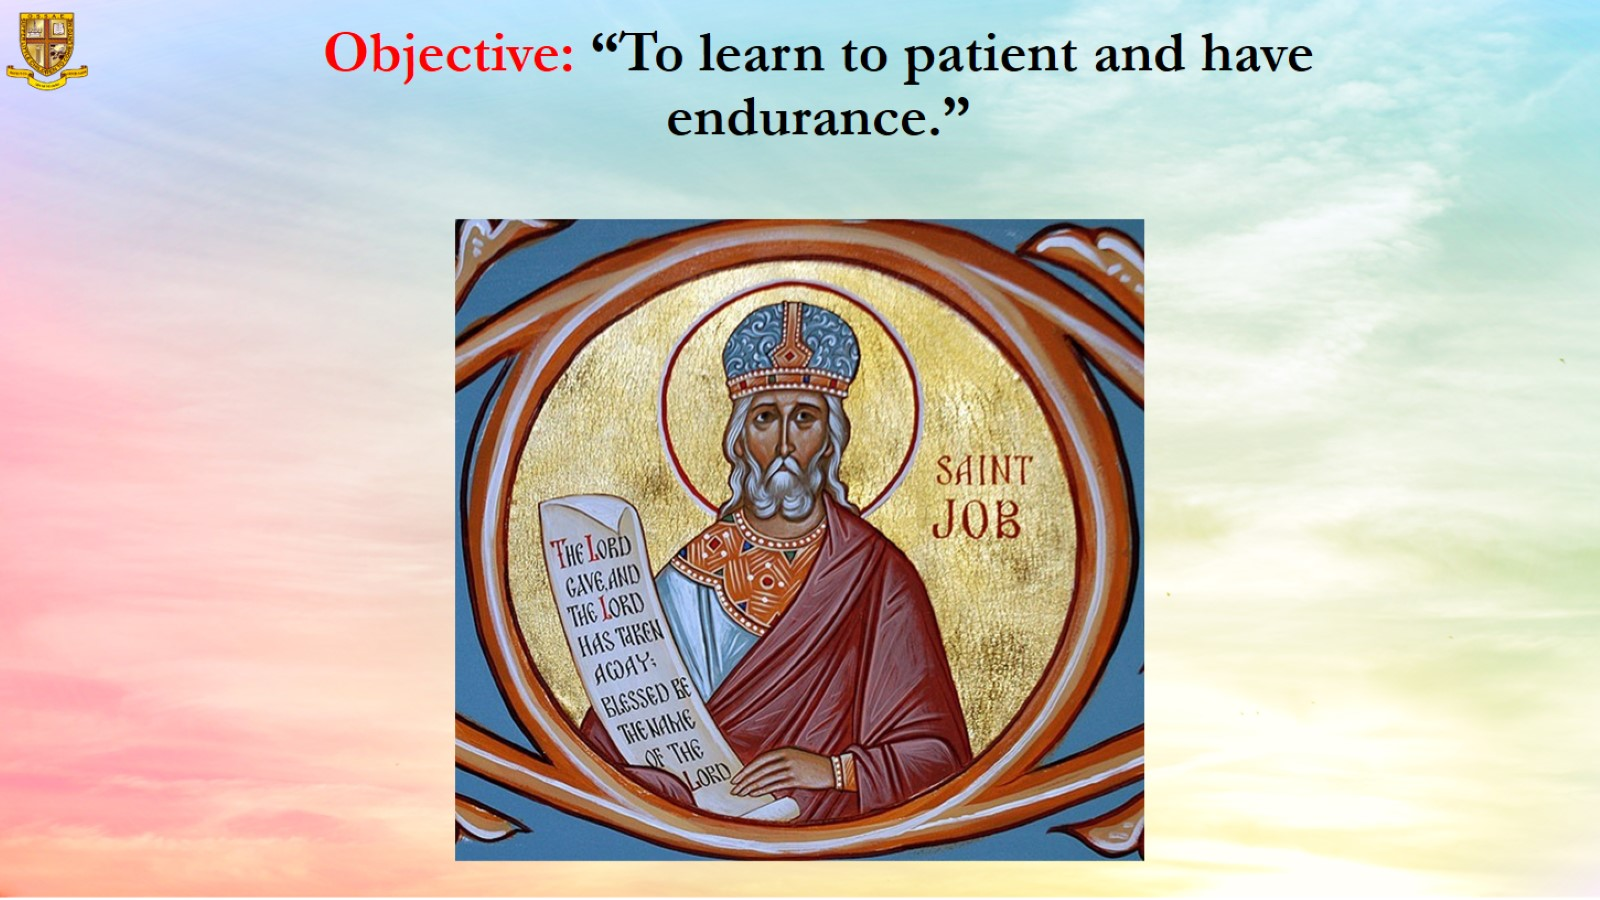 Objective: “To learn to patient and have
endurance.”
SAINT
JOB
THE LORD
GAVE, AND
THE LORD
HAS TAKEN
AWAY;
BLESSED BE
THE NAME
OF THE
LORD